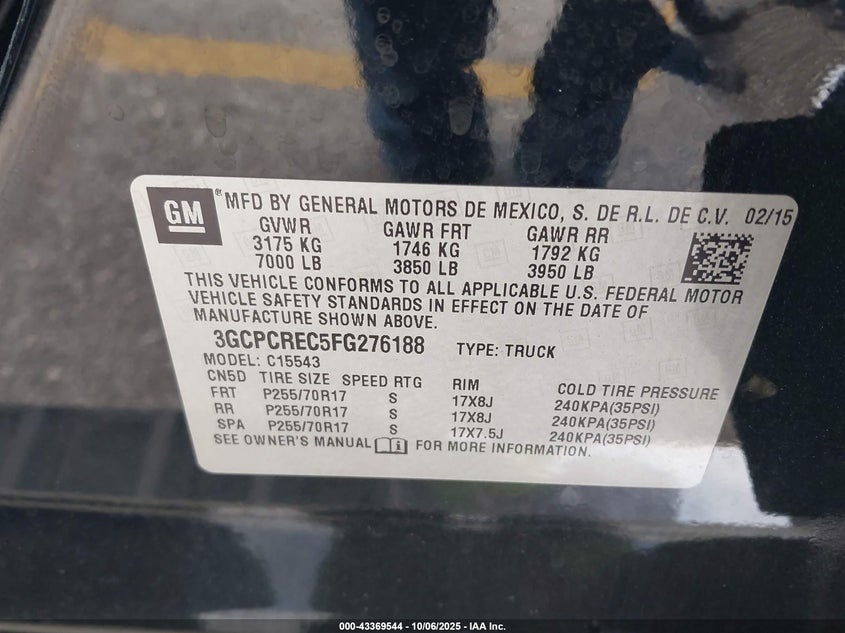 GM ® MFD BY GENERAL MOTORS DE MEXICO, S. DE R.L. DE C.V. 02/15
GVWR GAWR FRT GAWR RR
3175 KG 1746 KG 1792 KG
7000 LB 3850 LB 3950 LB
THIS VEHICLE CONFORMS TO ALL APPLICABLE U.S. FEDERAL MOTOR
VEHICLE SAFETY STANDARDS IN EFFECT ON THE DATE OF
MANUFACTURE SHOWN ABOVE.
3GCPCREC5FG276188 TYPE: TRUCK
MODEL: C15543
CN5D TIRE SIZE SPEED RTG RIM COLD TIRE PRESSURE
FRT P255/70R17 S 17X8J 240KPA(35PSI)
RR P255/70R17 S 17X8J 240KPA(35PSI)
SPA P255/70R17 S 17X7.5J 240KPA(35PSI)
SEE OWNER'S MANUAL FOR MORE INFORMATION.
000-43369544 - 10/06/2025 - IAA Inc.